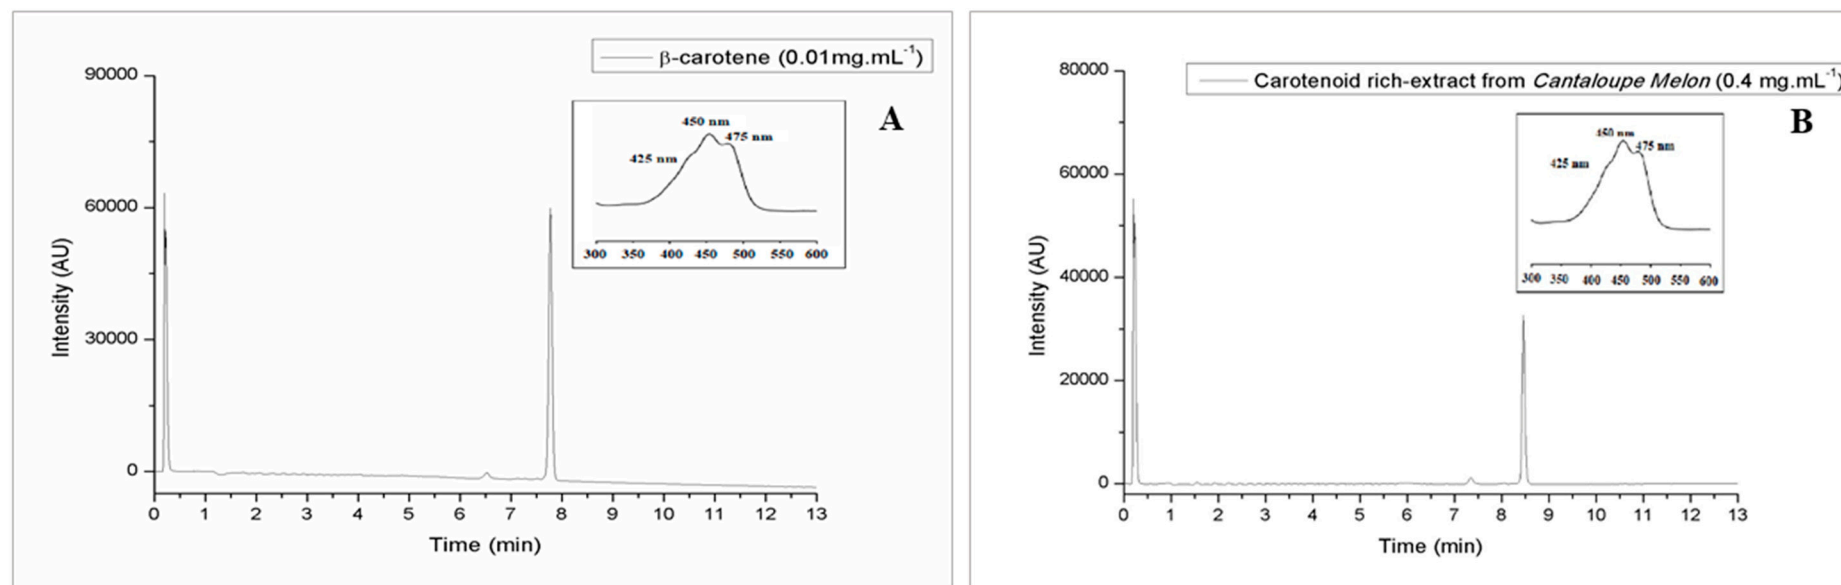 β-carotene (0.01mg.mL⁻¹)
A
90000
60000
30000
0
Intensity (AU)
450 nm
475 nm
425 nm
300 350 400 450 500 550 600
0 1 2 3 4 5 6 7 8 9 10 11 12 13
Time (min)
Carotenoid rich-extract from Cantaloupe Melon (0.4 mg.mL⁻¹)
B
80000
60000
40000
20000
0
Intensity (AU)
450 nm
475 nm
425 nm
300 350 400 450 500 550 600
0 1 2 3 4 5 6 7 8 9 10 11 12 13
Time (min)